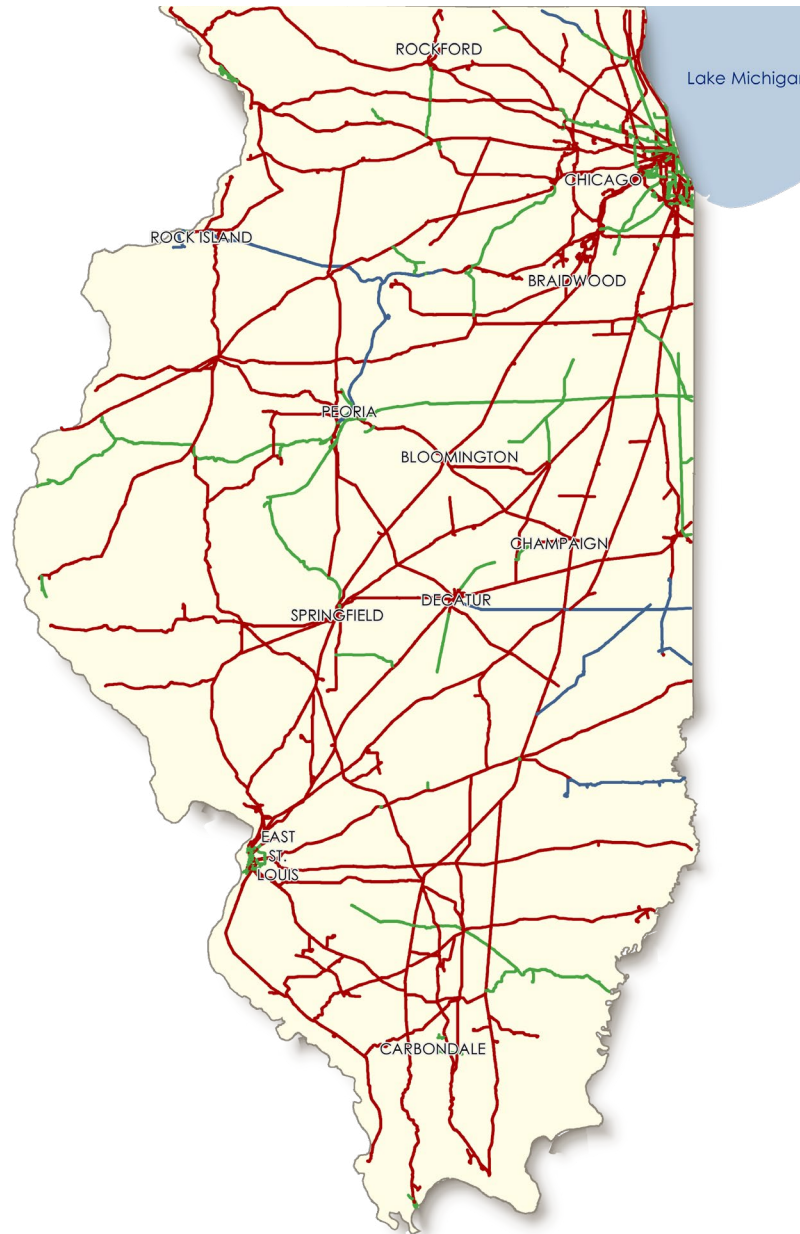 ROCKFORD
Lake Michigan
CHICAGO
ROCK ISLAND
BRAIDWOOD
PEORIA
BLOOMINGTON
CHAMPAIGN
DECATUR
SPRINGFIELD
EAST
ST.
LOUIS
CARBONDALE